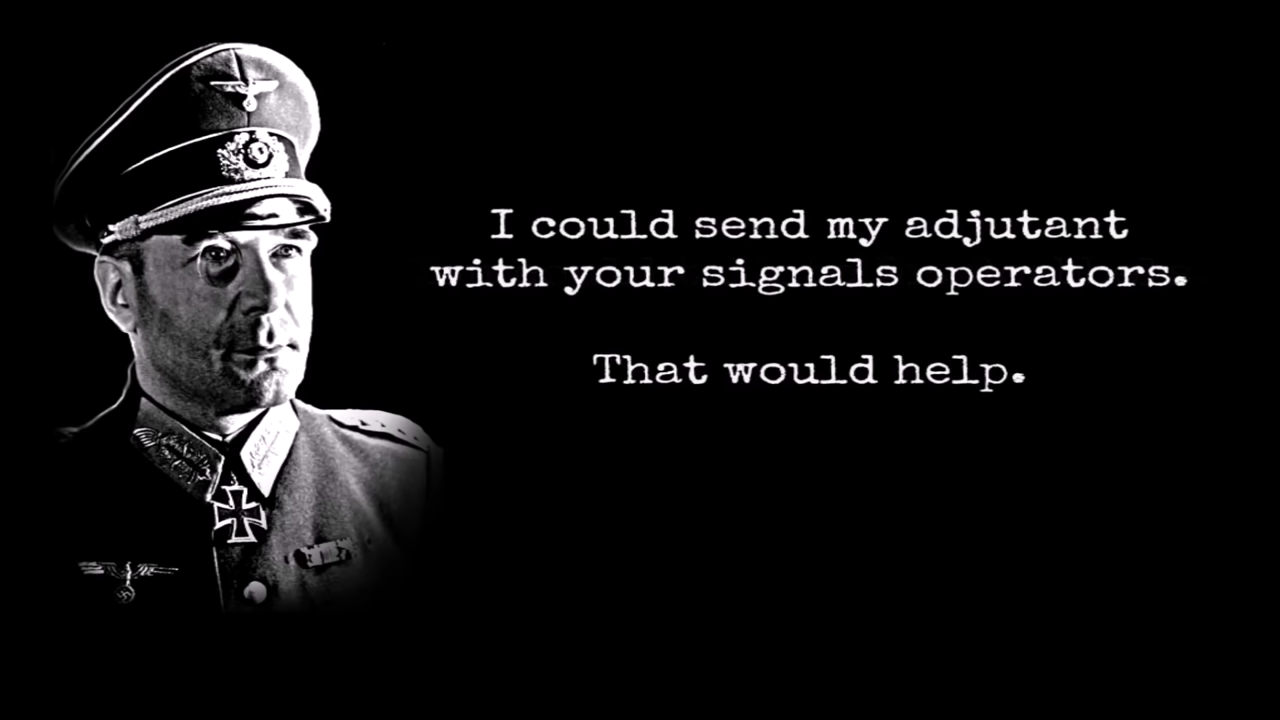 I could send my adjutant
with your signals operators.
That would help.